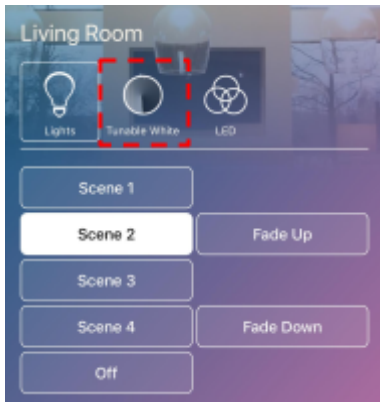 Living Room
Lights Tunable White LED
Scene 1
Scene 2 Fade Up
Scene 3
Scene 4 Fade Down
Off